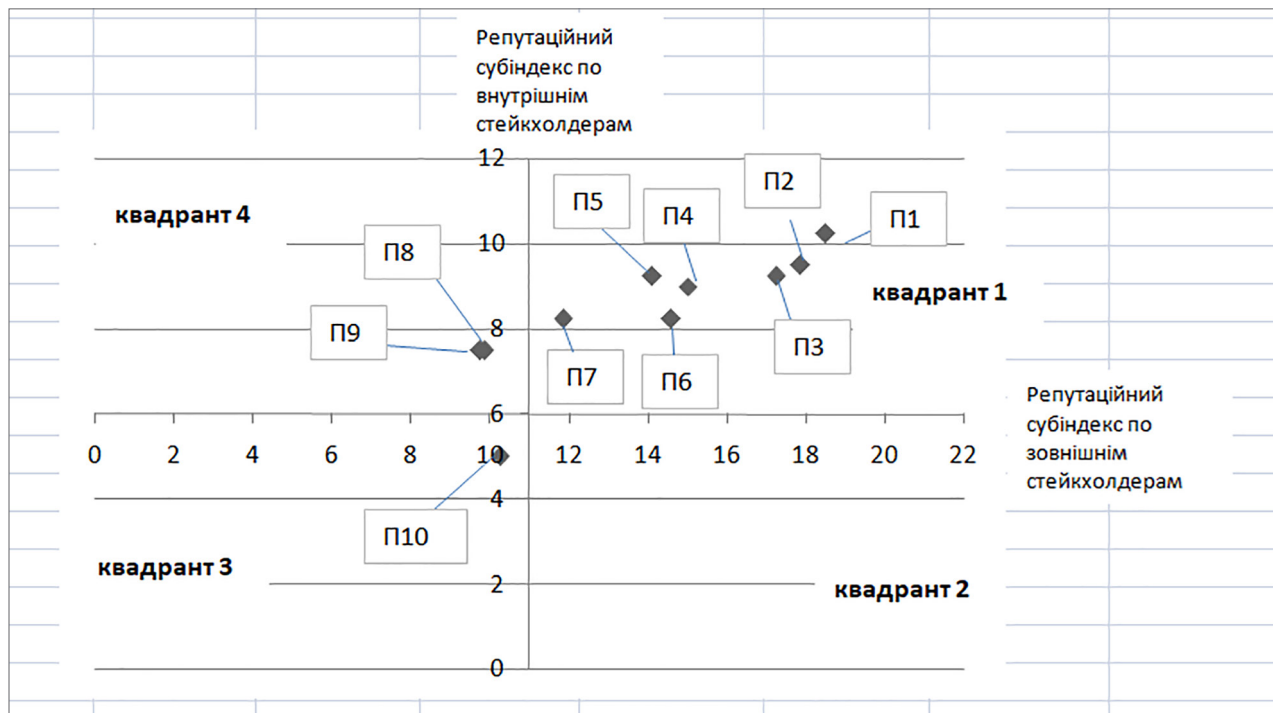 Репутаційний
субіндекс по
внутрішнім
стейкхолдерам
12
П2
П5
П4
П1
квадрант 4
10
П8
квадрант 1
8
П9
П3
П7
П6
6
Репутаційний
субіндекс по
зовнішнім
стейкхолдерам
0 2 4 6 8 10 12 14 16 18 20 22
4
П10
квадрант 3
2
квадрант 2
0